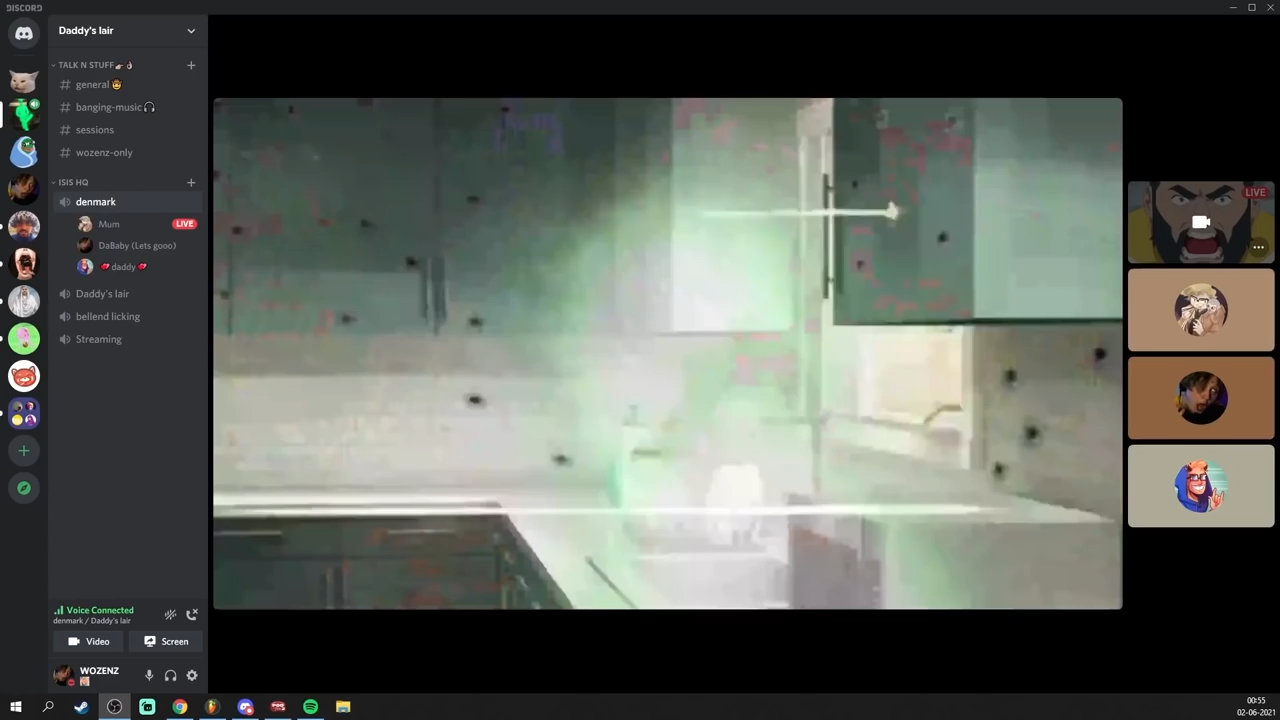 DISCORD
Daddy's lair
TALK N STUFF👉🏻👌🏻
general 🤠
banging-music🎧
sessions
wozenz-only
ISIS HQ
denmark
Mum LIVE
DaBaby (Lets gooo)
💋 daddy 💋
Daddy's lair
bellend licking
Streaming
LIVE
Voice Connected
denmark / Daddy's lair
Video Screen
WOZENZ
00:55
02-06-2021